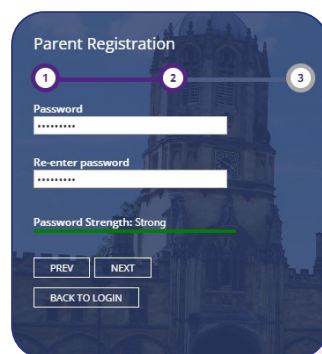 Parent Registration
1 2 3
Password
•••••••••
Re-enter password
•••••••••
Password Strength: Strong
PREV NEXT
BACK TO LOGIN